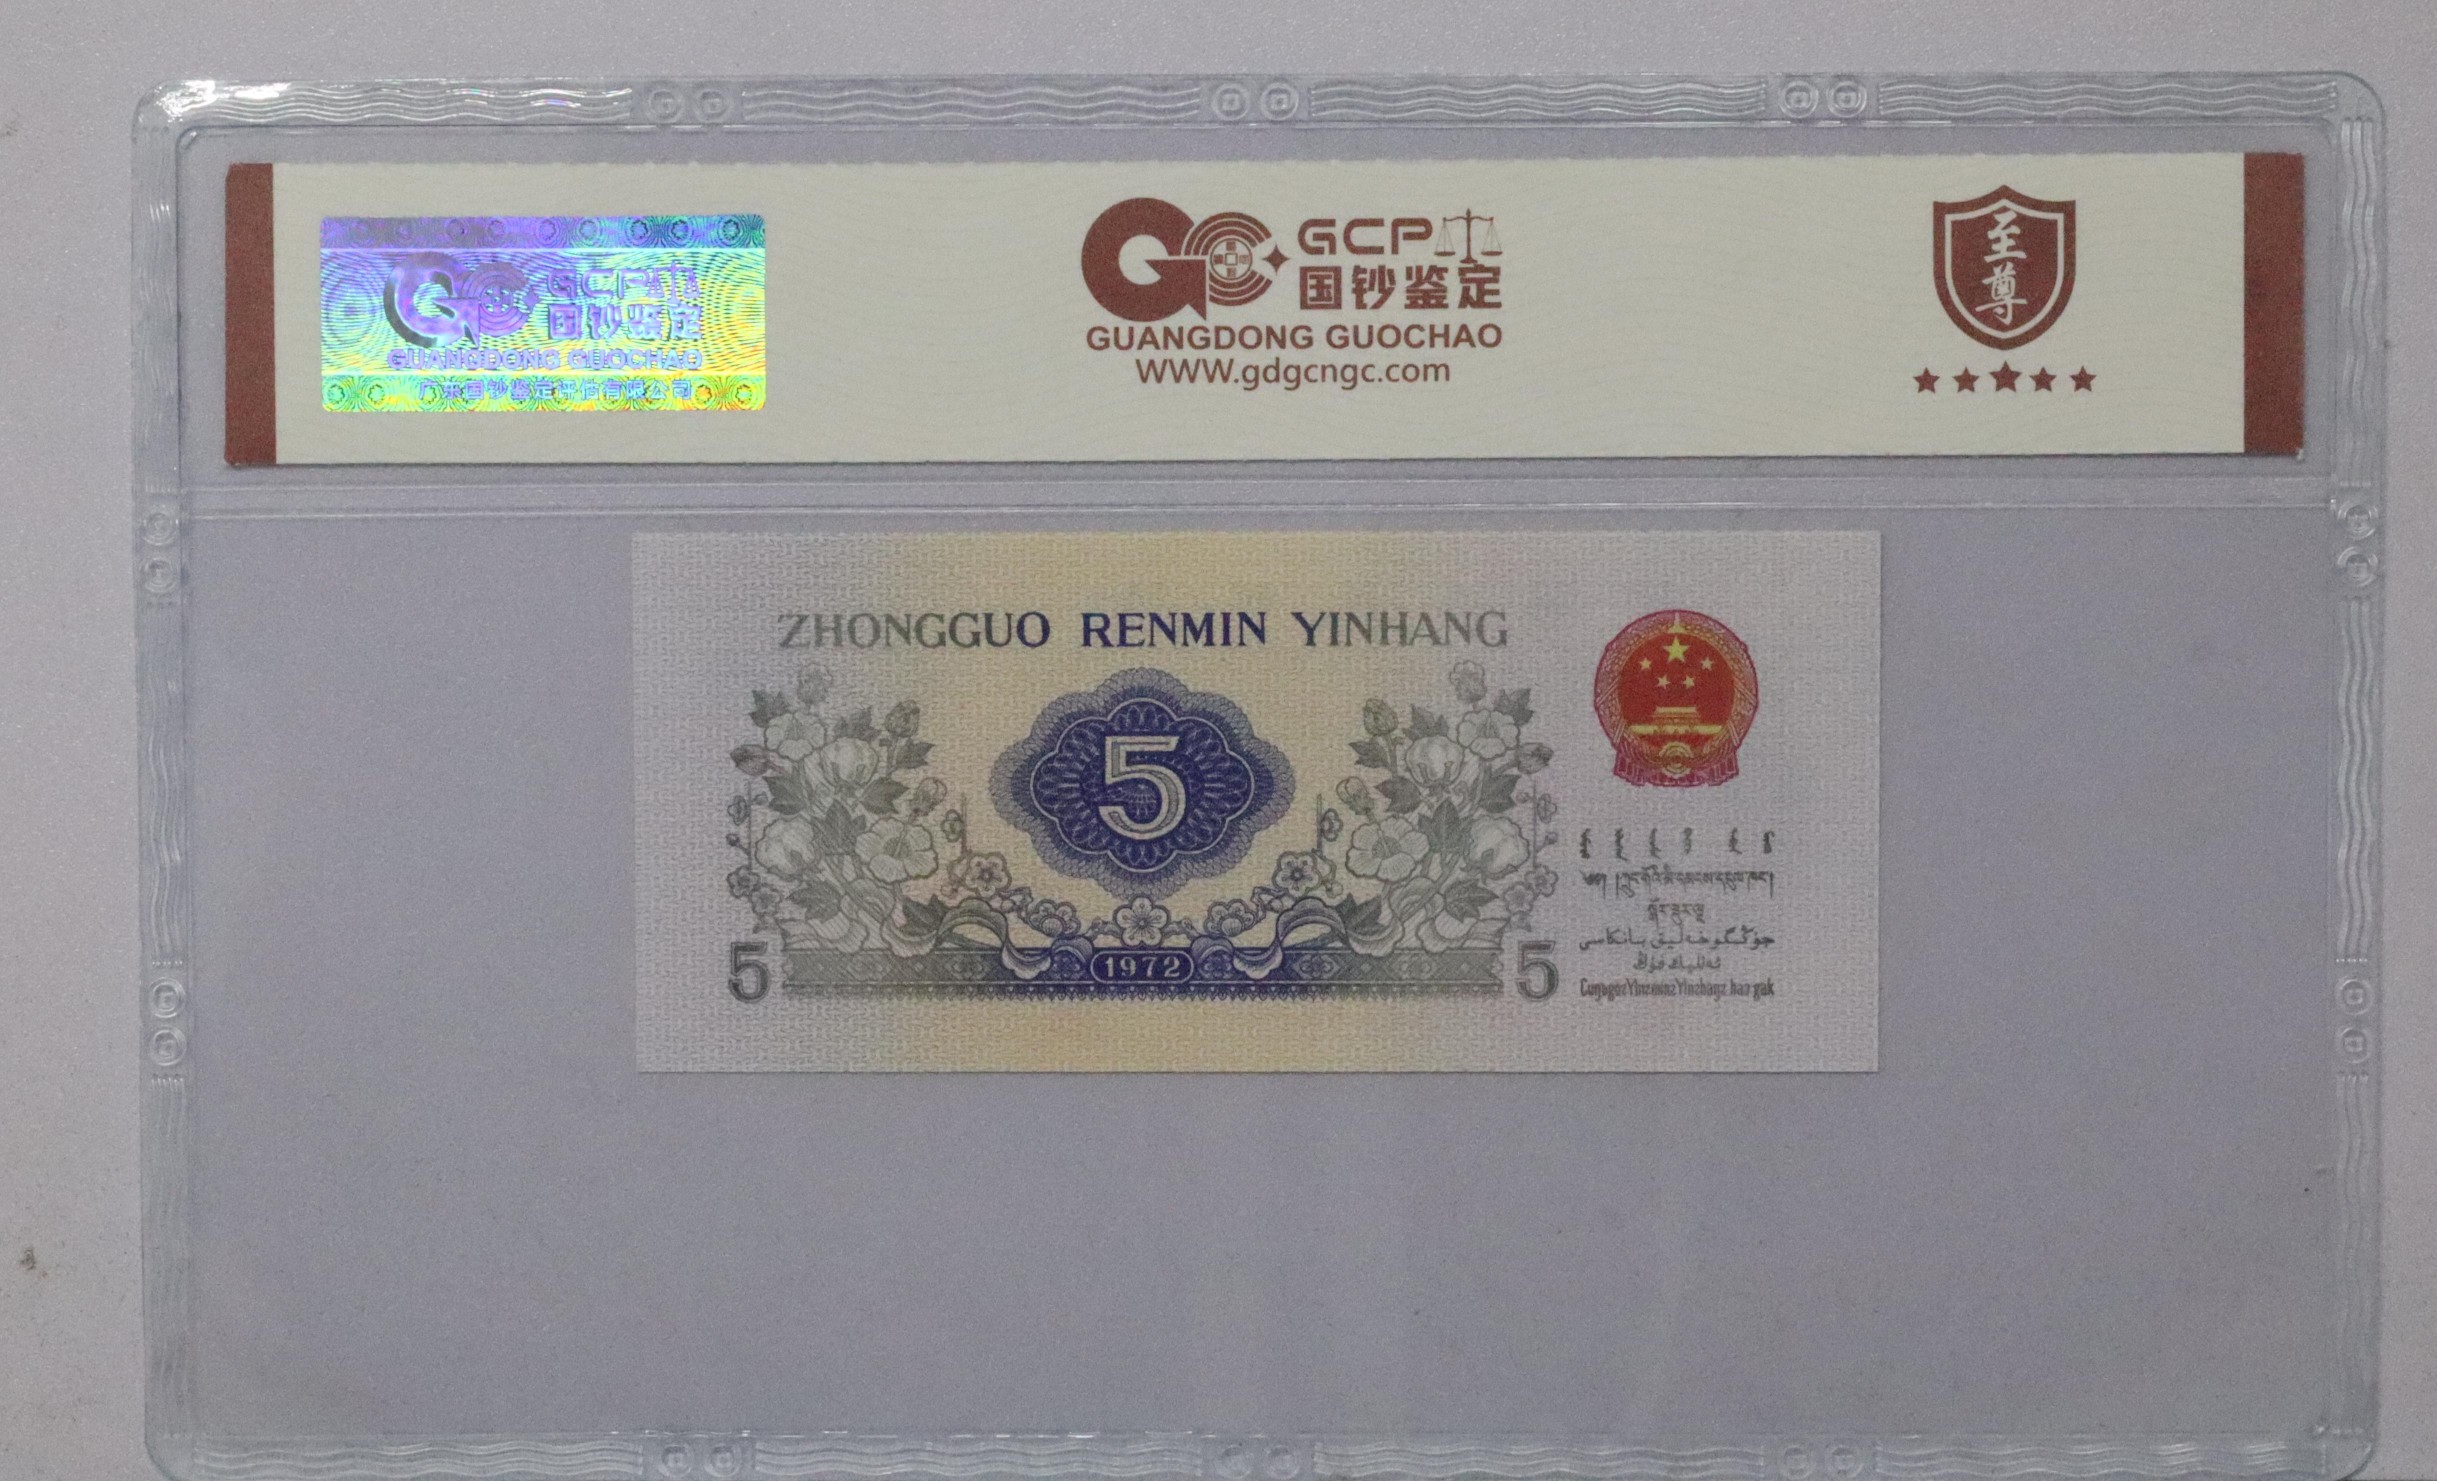 GCP
国钞鉴定
GUANGDONG GUOCHAO
广东国钞鉴定评估有限公司
GCP
国钞鉴定
GUANGDONG GUOCHAO
WWW.gdgcngc.com
至
尊
ZHONGGUO RENMIN YINHANG
5
1972
5
5
جۇڭگوخەلىق بانكاسى